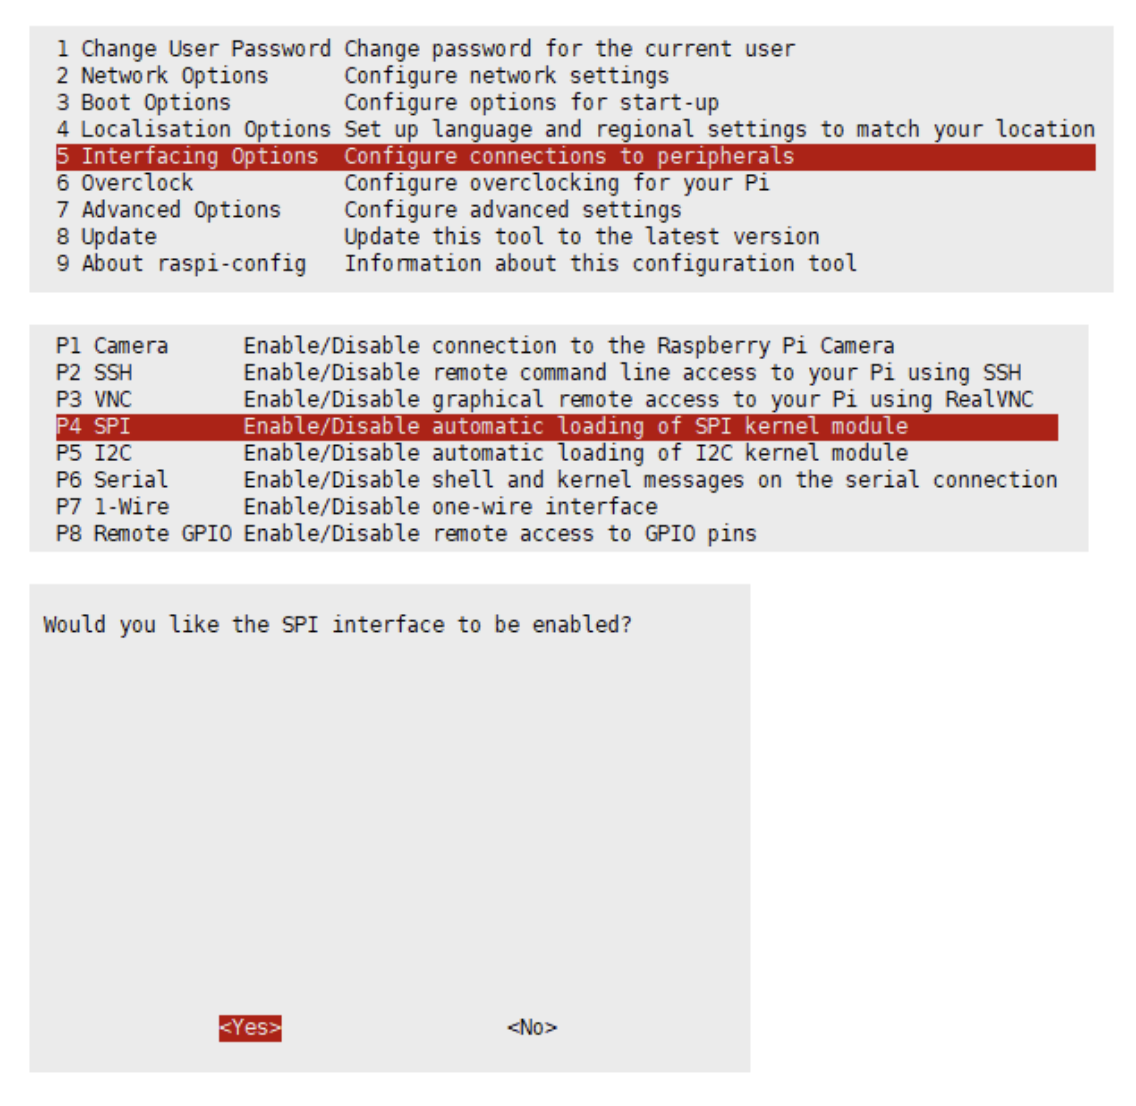 1 Change User Password Change password for the current user
2 Network Options Configure network settings
3 Boot Options Configure options for start-up
4 Localisation Options Set up language and regional settings to match your location
5 Interfacing Options Configure connections to peripherals
6 Overclock Configure overclocking for your Pi
7 Advanced Options Configure advanced settings
8 Update Update this tool to the latest version
9 About raspi-config Information about this configuration tool
P1 Camera Enable/Disable connection to the Raspberry Pi Camera
P2 SSH Enable/Disable remote command line access to your Pi using SSH
P3 VNC Enable/Disable graphical remote access to your Pi using RealVNC
P4 SPI Enable/Disable automatic loading of SPI kernel module
P5 I2C Enable/Disable automatic loading of I2C kernel module
P6 Serial Enable/Disable shell and kernel messages on the serial connection
P7 1-Wire Enable/Disable one-wire interface
P8 Remote GPIO Enable/Disable remote access to GPIO pins
Would you like the SPI interface to be enabled?
<Yes> <No>